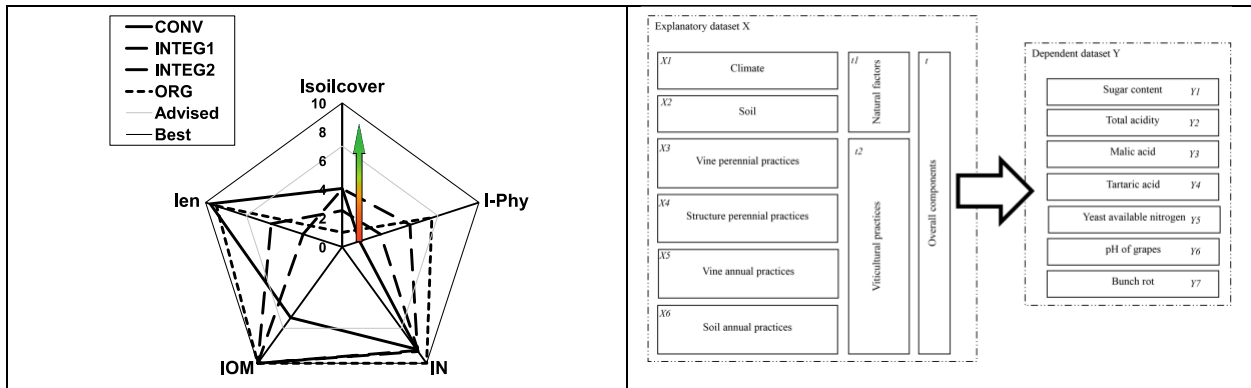 CONV
INTEG1
INTEG2
ORG
Advised
Best
Isoilcover
10
8
6
4
2
0
Ien
I-Phy
IOM
IN
Explanatory dataset X
X1
Climate
X2
Soil
X3
Vine perennial practices
X4
Structure perennial practices
X5
Vine annual practices
X6
Soil annual practices
t1
Natural factors
t2
Viticultural practices
t
Overall components
Dependent dataset Y
Sugar content Y1
Total acidity Y2
Malic acid Y3
Tartaric acid Y4
Yeast available nitrogen Y5
pH of grapes Y6
Bunch rot Y7